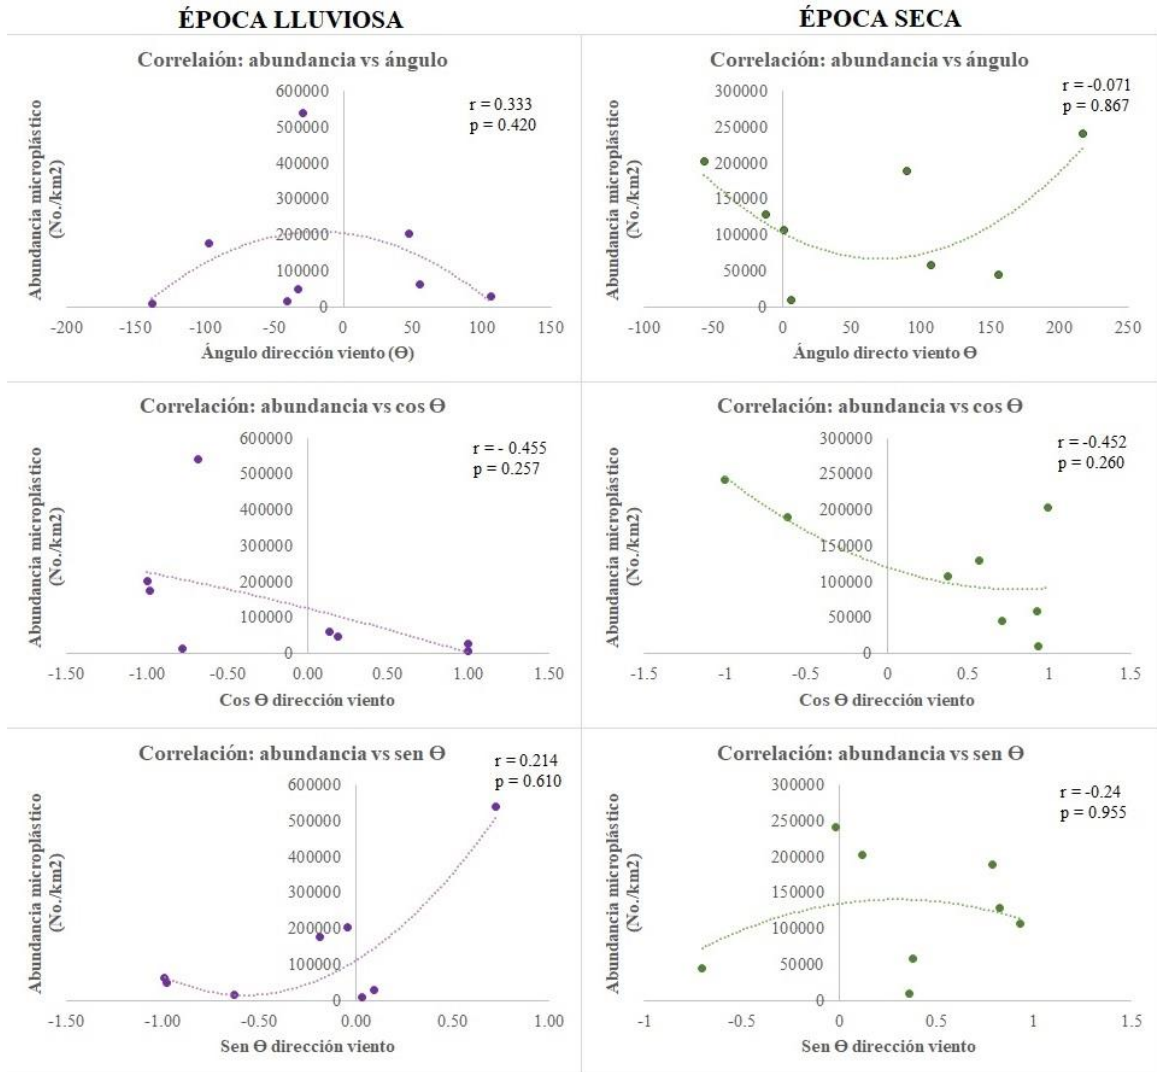 ÉPOCA LLUVIOSA
ÉPOCA SECA
Correlaión: abundancia vs ángulo
r = 0.333
p = 0.420
Abundancia microplástico
(No./km2)
600000
500000
400000
300000
200000
100000
0
-200
-150
-100
-50
0
50
100
150
Ángulo dirección viento (Ɵ)
Correlación: abundancia vs ángulo
r = -0.071
p = 0.867
Abundancia microplástico
(No./km2)
300000
250000
200000
150000
100000
50000
0
-100
-50
0
50
100
150
200
250
Ángulo directo viento Ɵ
Correlación: abundancia vs cos Ɵ
r = - 0.455
p = 0.257
Abundancia microplástico
(No./km2)
600000
500000
400000
300000
200000
100000
0
-1.50
-1.00
-0.50
0.00
0.50
1.00
1.50
Cos Ɵ dirección viento
Correlación: abundancia vs cos Ɵ
r = -0.452
p = 0.260
Abundancia microplástico
(No./km2)
300000
250000
200000
150000
100000
50000
0
-1.5
-1
-0.5
0
0.5
1
1.5
Cos Ɵ dirección viento
Correlación: abundancia vs sen Ɵ
r = 0.214
p = 0.610
Abundancia microplástico
(No./km2)
600000
500000
400000
300000
200000
100000
0
-1.50
-1.00
-0.50
0.00
0.50
1.00
Sen Ɵ dirección viento
Correlación: abundancia vs sen Ɵ
r = -0.24
p = 0.955
Abundancia microplástico
(No./km2)
300000
250000
200000
150000
100000
50000
0
-1
-0.5
0
0.5
1
1.5
Sen Ɵ dirección viento